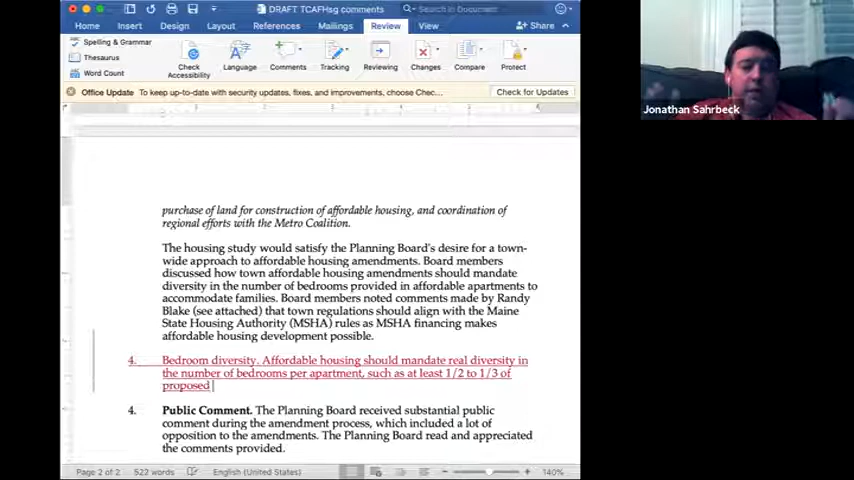 DRAFT TCAFHsg comments
Search in Document
Home Insert Design Layout References Mailings Review View Share
Spelling & Grammar
Thesaurus
Word Count
Check Accessibility
Language
Comments
Tracking
Reviewing
Changes
Compare
Protect
Office Update To keep up-to-date with security updates, fixes, and improvements, choose Chec... Check for Updates
purchase of land for construction of affordable housing, and coordination of
regional efforts with the Metro Coalition.
The housing study would satisfy the Planning Board's desire for a town-
wide approach to affordable housing amendments. Board members
discussed how town affordable housing amendments should mandate
diversity in the number of bedrooms provided in affordable apartments to
accommodate families. Board members noted comments made by Randy
Blake (see attached) that town regulations should align with the Maine
State Housing Authority (MSHA) rules as MSHA financing makes
affordable housing development possible.
4. Bedroom diversity. Affordable housing should mandate real diversity in
the number of bedrooms per apartment, such as at least 1/2 to 1/3 of
proposed
4. Public Comment. The Planning Board received substantial public
comment during the amendment process, which included a lot of
opposition to the amendments. The Planning Board read and appreciated
the comments provided.
Page 2 of 2 522 words English (United States) 140%
Jonathan Sahrbeck